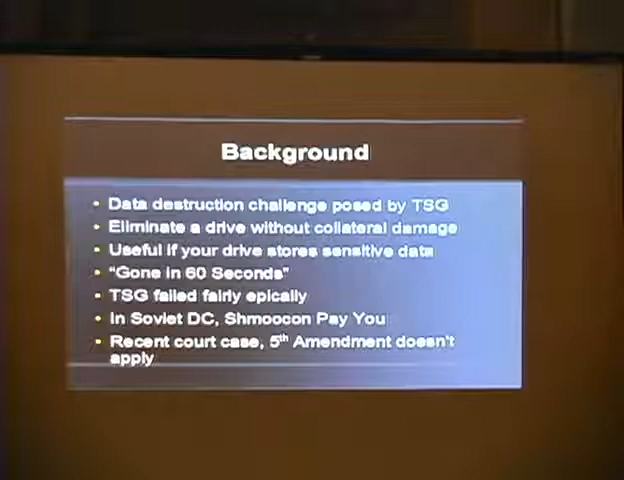 Background
• Data destruction challenge posed by TSG
• Eliminate a drive without collateral damage
• Useful if your drive stores sensitive data
• "Gone in 60 Seconds"
• TSG failed fairly epically
• In Soviet DC, Shmoocon Pay You
• Recent court case, 5th Amendment doesn't
apply